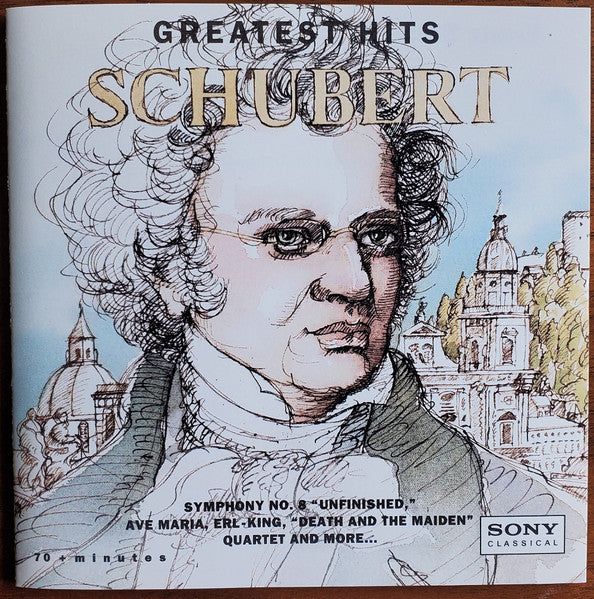 GREATEST HITS
SCHUBERT
SYMPHONY NO. 8 “UNFINISHED,”
AVE MARIA, ERL-KING, “DEATH AND THE MAIDEN”
QUARTET AND MORE...
70 + minutes
SONY
CLASSICAL